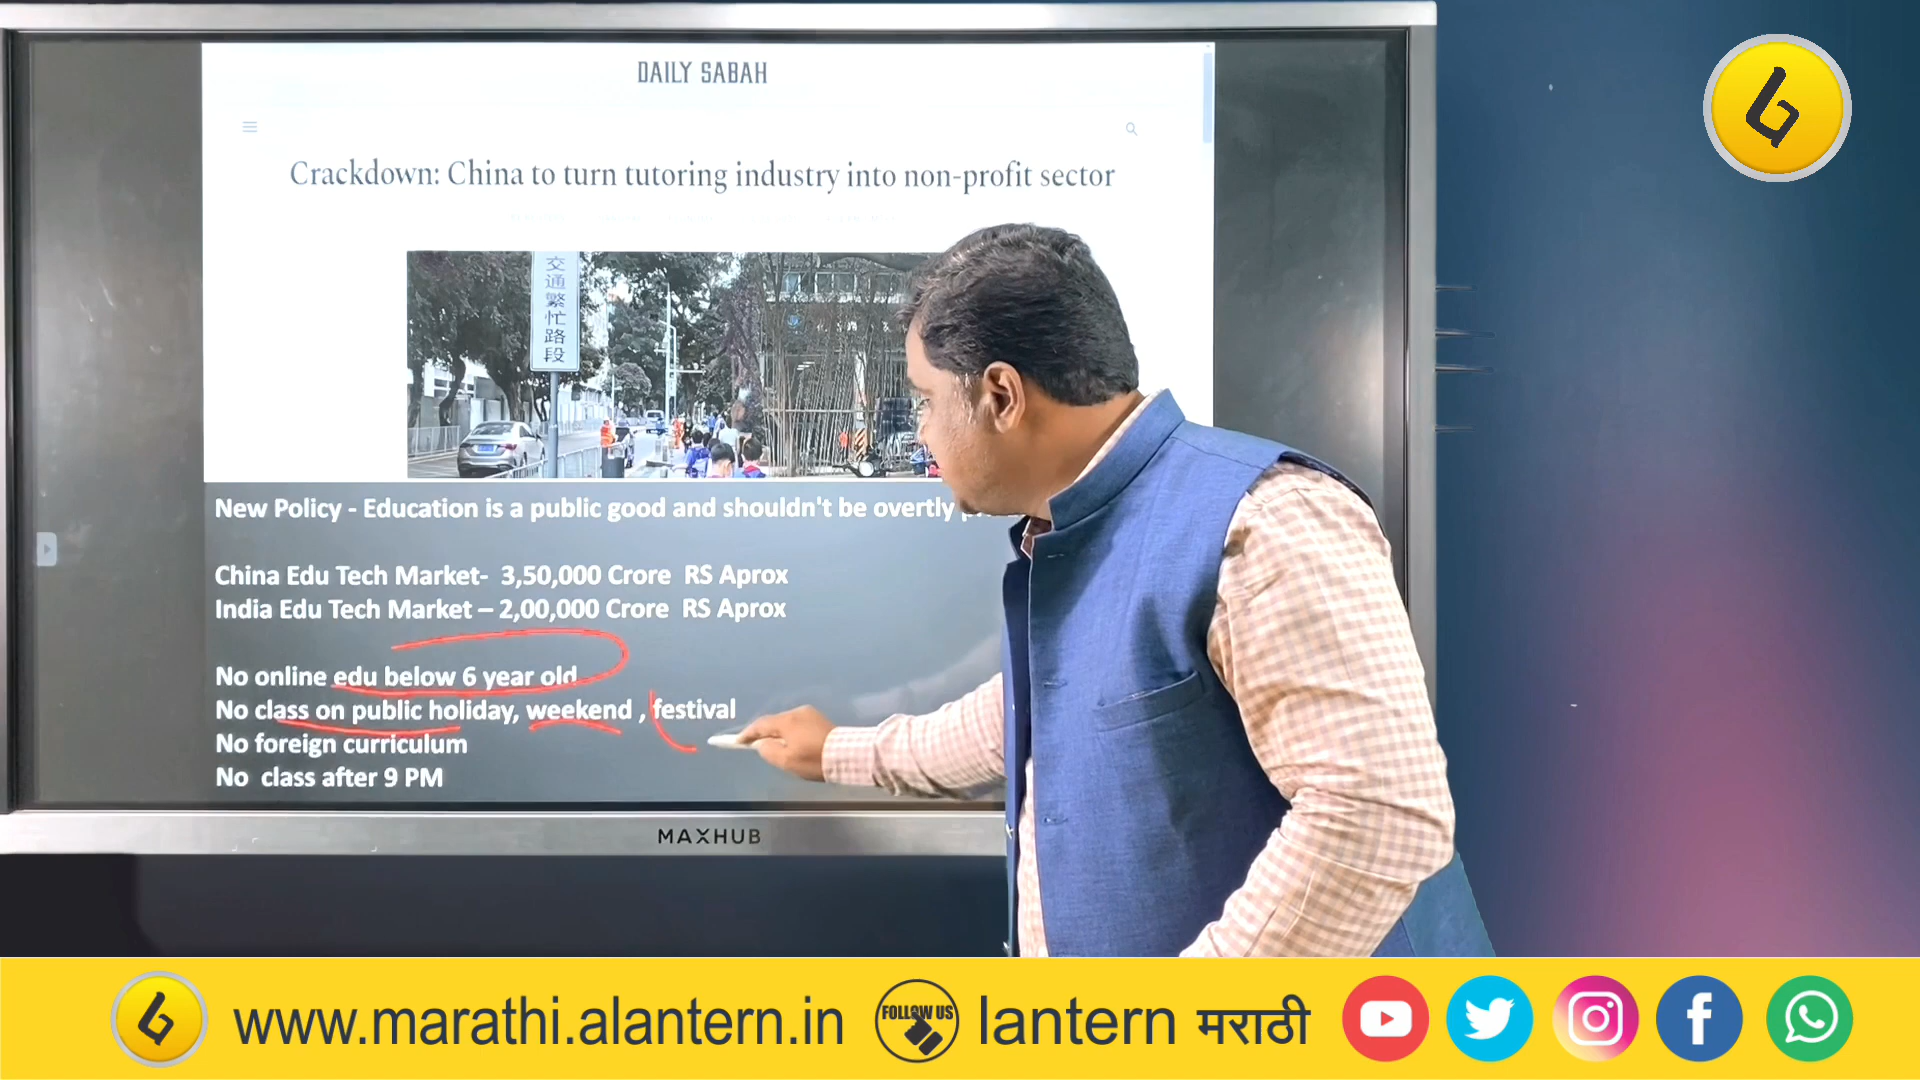 DAILY SABAH
Crackdown: China to turn tutoring industry into non-profit sector
交通繁忙路段
New Policy - Education is a public good and shouldn't be overtly
China Edu Tech Market- 3,50,000 Crore RS Aprox
India Edu Tech Market – 2,00,000 Crore RS Aprox
No online edu below 6 year old
No class on public holiday, weekend , festival
No foreign curriculum
No class after 9 PM
MAXHUB
www.marathi.alantern.in
FOLLOW US
lantern मराठी